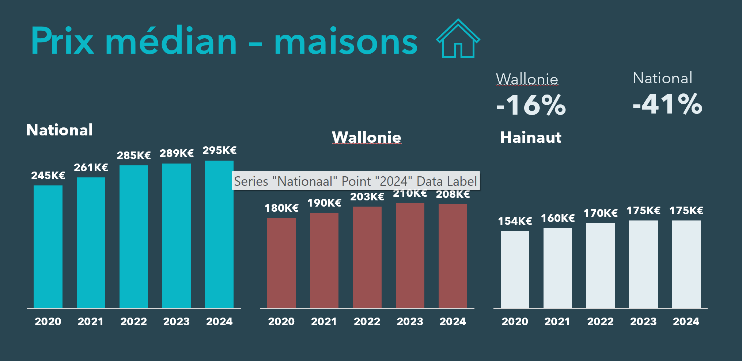 Prix médian – maisons
Wallonie
-16%
National
-41%
National
245K€ 261K€ 285K€ 289K€ 295K€
2020 2021 2022 2023 2024
Wallonie
Series "Nationaal" Point "2024" Data Label
180K€ 190K€ 203K€ 210K€ 208K€
2020 2021 2022 2023 2024
Hainaut
154K€ 160K€ 170K€ 175K€ 175K€
2020 2021 2022 2023 2024